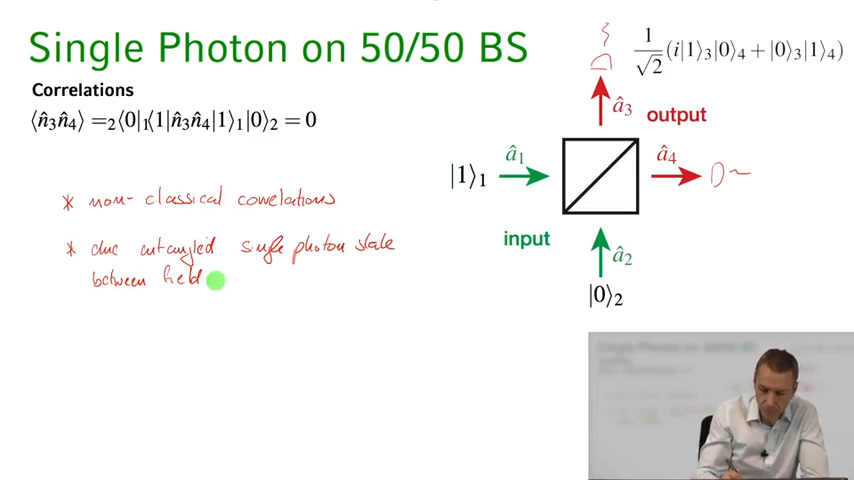 Single Photon on 50/50 BS
Correlations
⟨n̂₃n̂₄⟩ = ₂⟨0|₁⟨1|n̂₃n̂₄|1⟩₁|0⟩₂ = 0
* non-classical correlations
* due entangled single photon state
between field
1/√2 (i|1⟩₃|0⟩₄ + |0⟩₃|1⟩₄)
â₃ output
|1⟩₁ â₁ â₄
input â₂
|0⟩₂